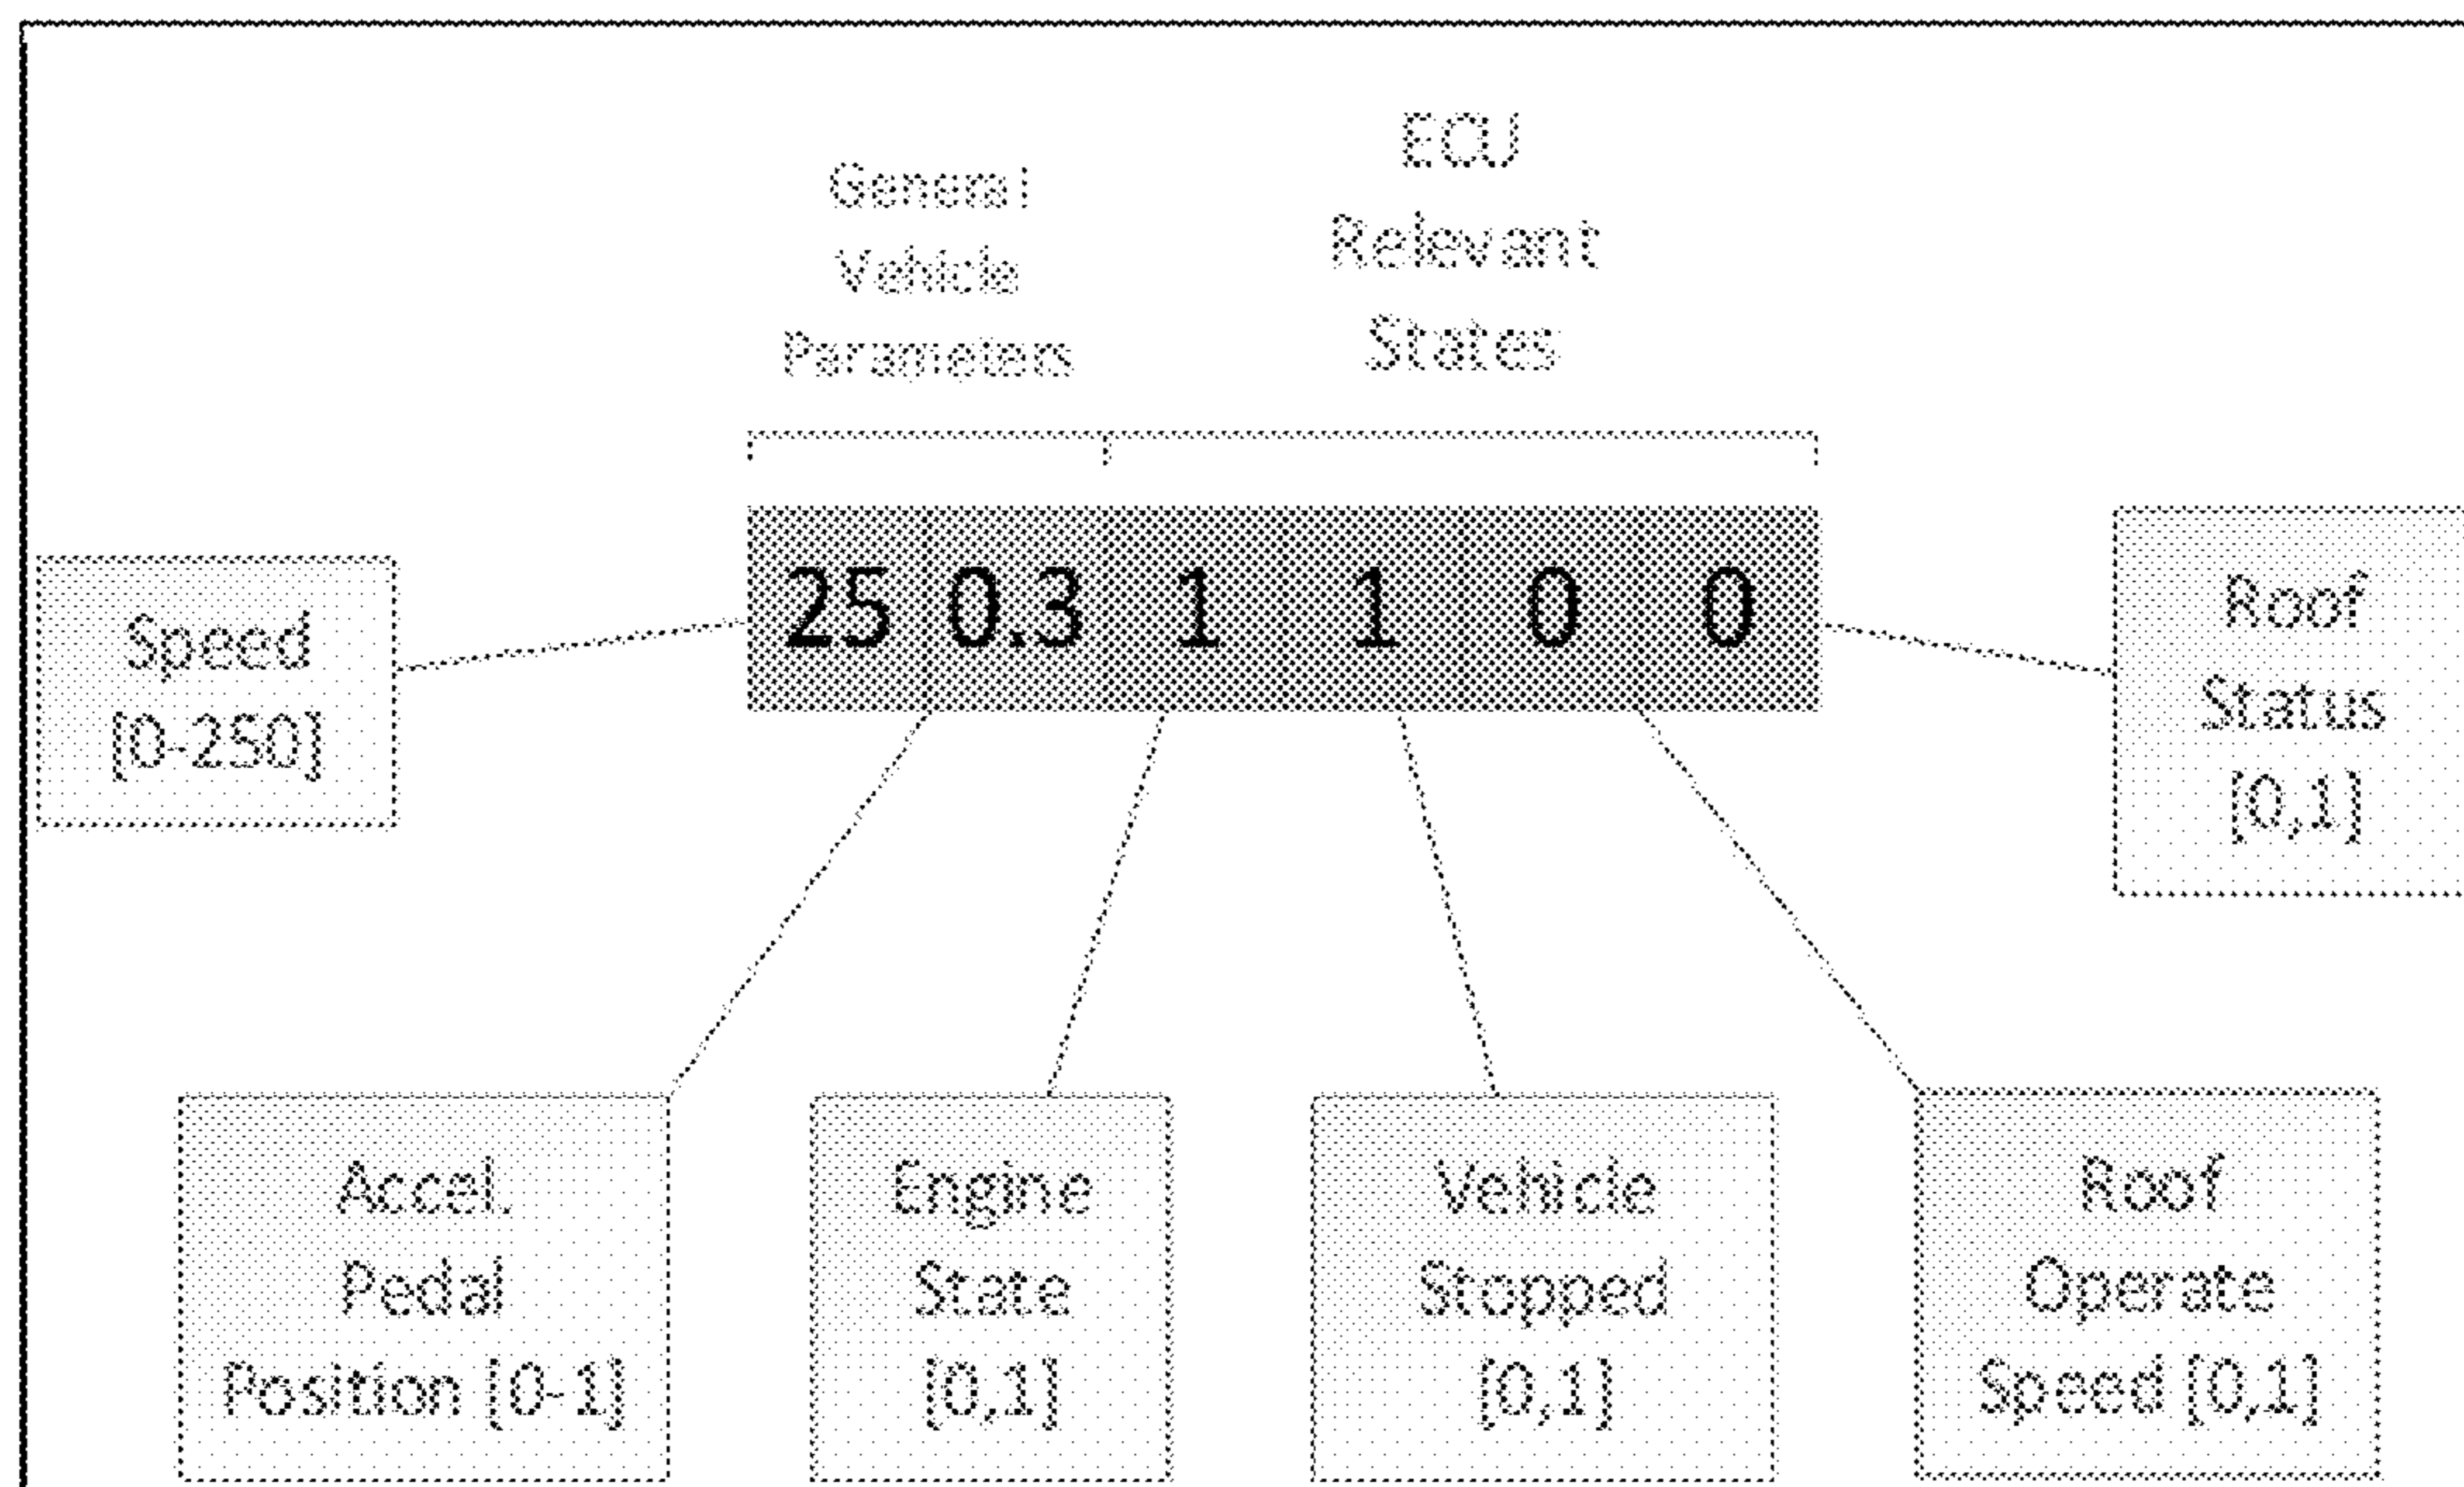 General
Vehicle
Parameters
ECU
Relevant
States
25 0.3 1 1 0 0
Speed
[0-250]
Roof
Status
[0,1]
Accel.
Pedal
Position [0-1]
Engine
State
[0,1]
Vehicle
Stopped
[0,1]
Roof
Operate
Speed [0,1]